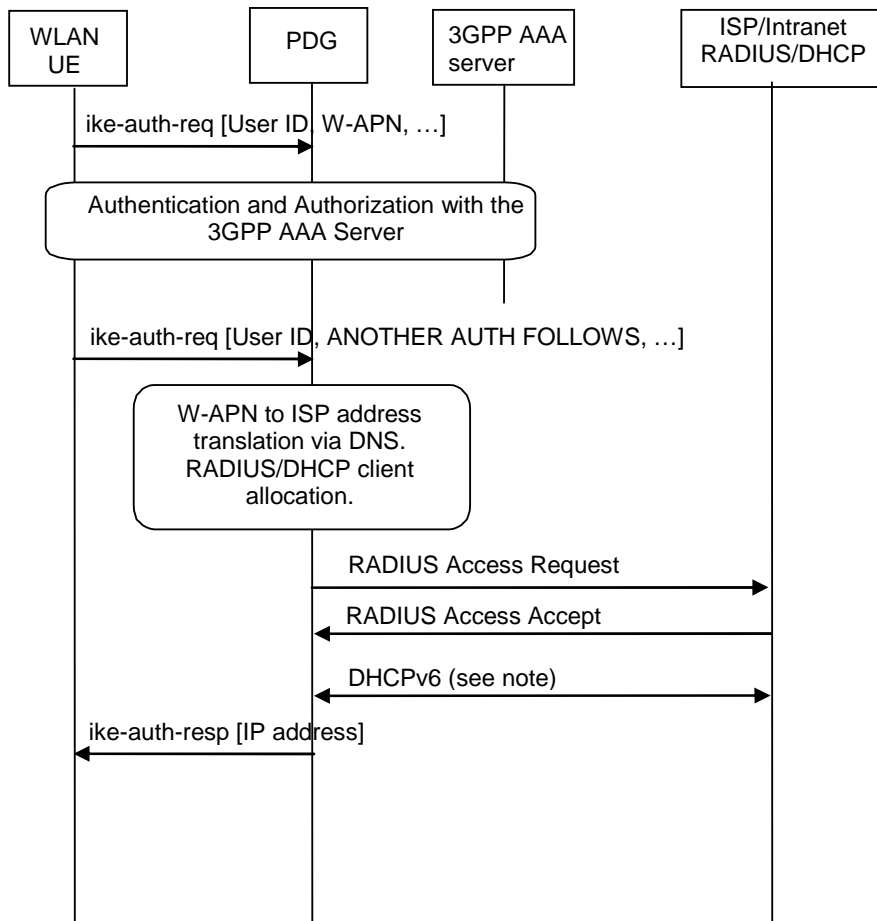 WLAN
UE
PDG
3GPP AAA
server
ISP/Intranet
RADIUS/DHCP
ike-auth-req [User ID, W-APN, …]
Authentication and Authorization with the
3GPP AAA Server
ike-auth-req [User ID, ANOTHER AUTH FOLLOWS, …]
W-APN to ISP address
translation via DNS.
RADIUS/DHCP client
allocation.
RADIUS Access Request
RADIUS Access Accept
DHCPv6 (see note)
ike-auth-resp [IP address]